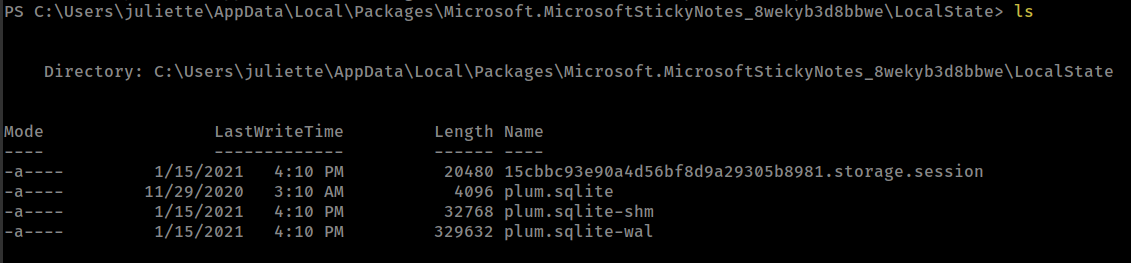 PS C:\Users\juliette\AppData\Local\Packages\Microsoft.MicrosoftStickyNotes_8wekyb3d8bbwe\LocalState> ls
Directory: C:\Users\juliette\AppData\Local\Packages\Microsoft.MicrosoftStickyNotes_8wekyb3d8bbwe\LocalState
Mode                 LastWriteTime         Length Name
----                 -------------         ------ ----
-a----         1/15/2021   4:10 PM          20480 15cbbc93e90a4d56bf8d9a29305b8981.storage.session
-a----        11/29/2020   3:10 AM           4096 plum.sqlite
-a----         1/15/2021   4:10 PM          32768 plum.sqlite-shm
-a----         1/15/2021   4:10 PM         329632 plum.sqlite-wal